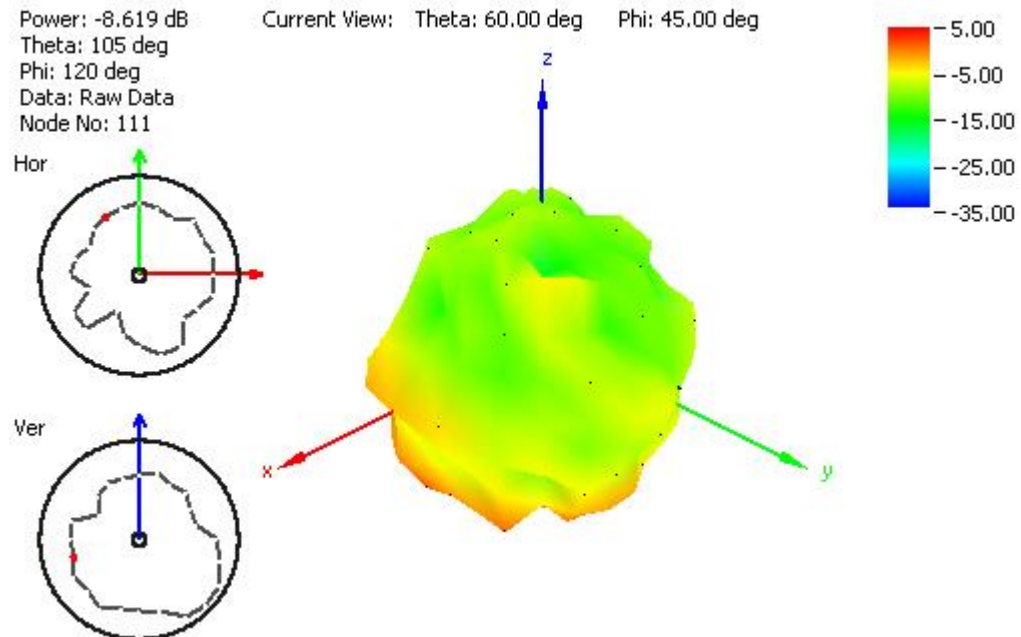 Power: -8.619 dB
Theta: 105 deg
Phi: 120 deg
Data: Raw Data
Node No: 111
Current View: Theta: 60.00 deg Phi: 45.00 deg
Hor
Ver
z
x
y
5.00
-5.00
-15.00
-25.00
-35.00